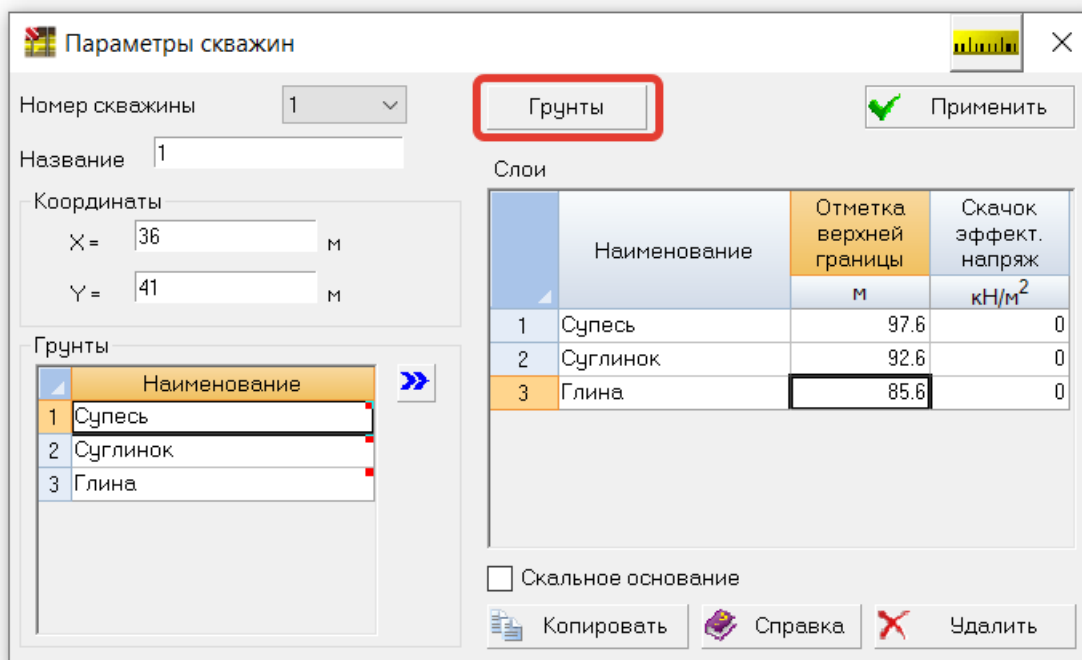 Параметры скважин
Номер скважины 1
Грунты
Применить
Название 1
Координаты
X = 36 м
Y = 41 м
Грунты
Наименование
1 Супесь
2 Суглинок
3 Глина
Слои
Наименование Отметка верхней границы Скачок эффект. напряж
м кН/м²
1 Супесь 97.6 0
2 Суглинок 92.6 0
3 Глина 85.6 0
Скальное основание
Копировать Справка Удалить